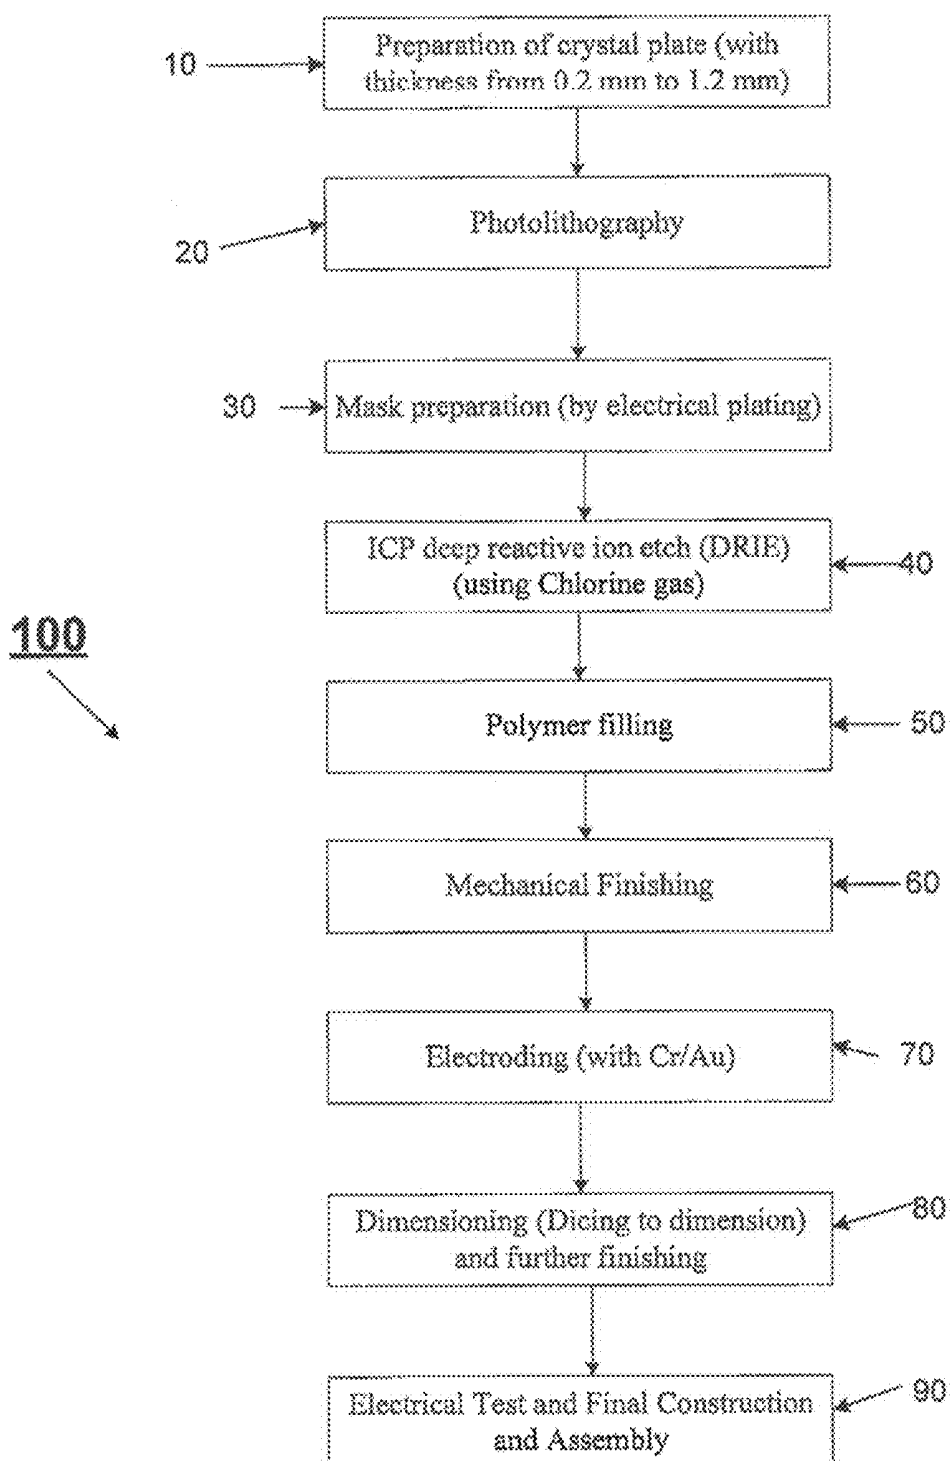 10
Preparation of crystal plate (with
thickness from 0.2 mm to 1.2 mm)
20
Photolithography
30
Mask preparation (by electrical plating)
ICP deep reactive ion etch (DRIE)
(using Chlorine gas)
40
100
Polymer filling
50
Mechanical Finishing
60
Electroding (with Cr/Au)
70
Dimensioning (Dicing to dimension)
and further finishing
80
Electrical Test and Final Construction
and Assembly
90